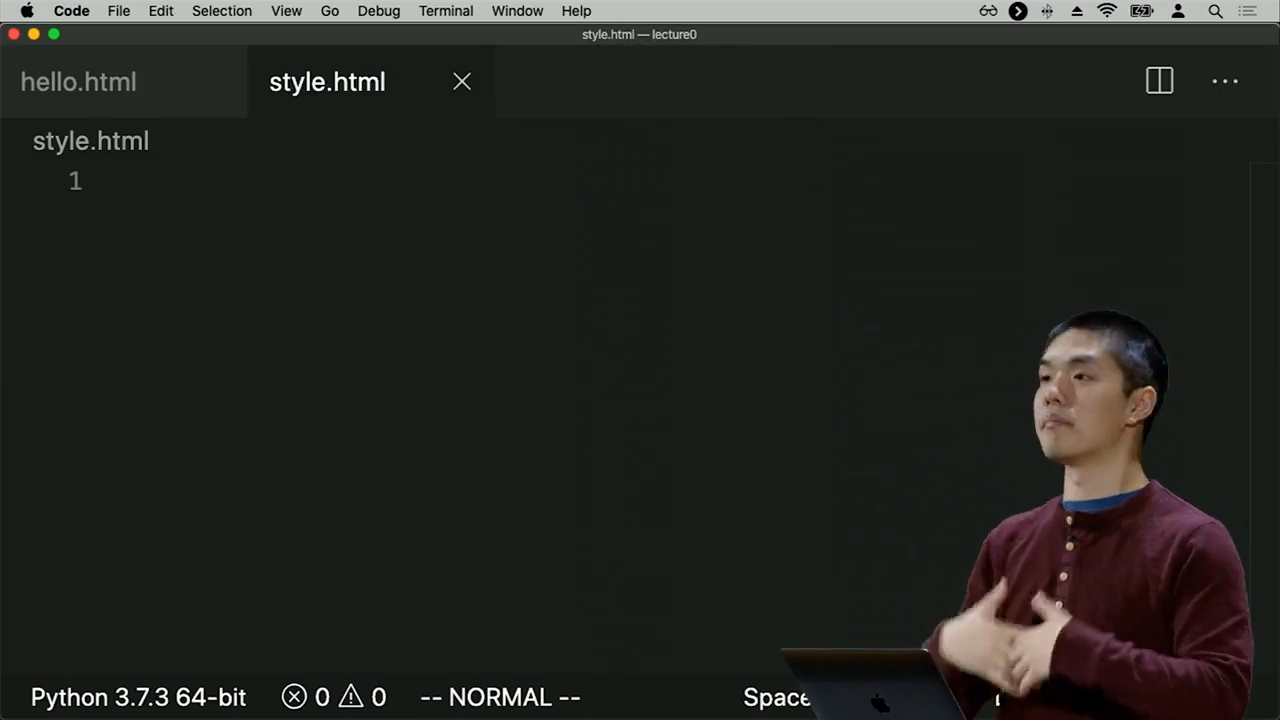 Code File Edit Selection View Go Debug Terminal Window Help
style.html — lecture0
hello.html style.html
style.html
1
Python 3.7.3 64-bit 0 0 -- NORMAL --